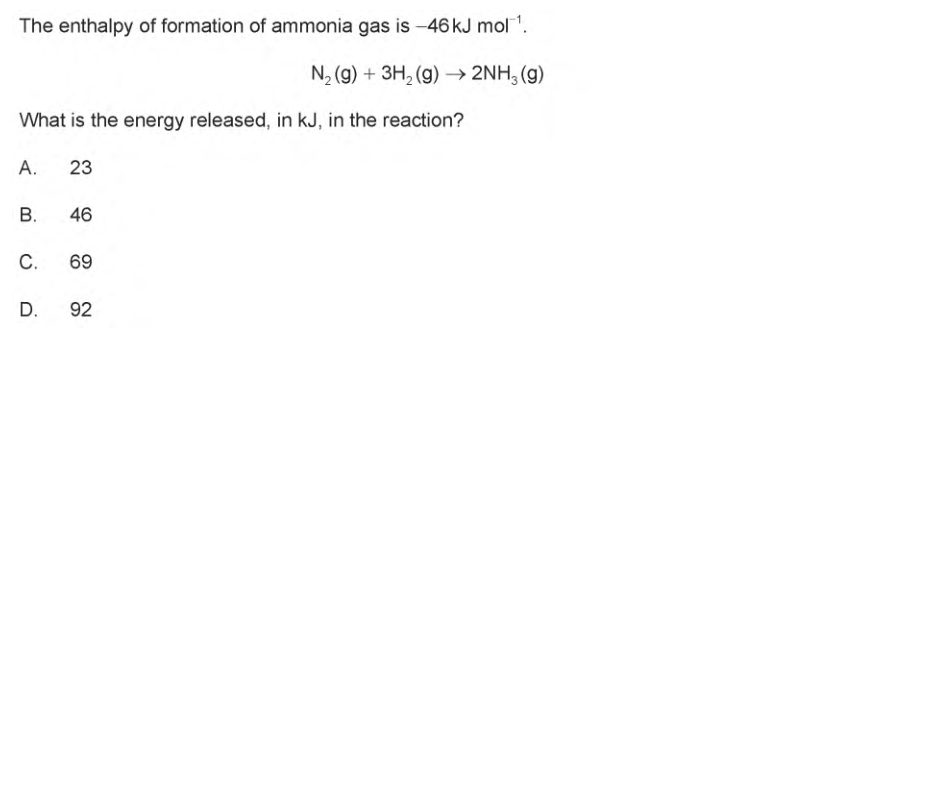 The enthalpy of formation of ammonia gas is −46 kJ mol⁻¹.
N₂(g) + 3H₂(g) → 2NH₃(g)
What is the energy released, in kJ, in the reaction?
A. 23
B. 46
C. 69
D. 92